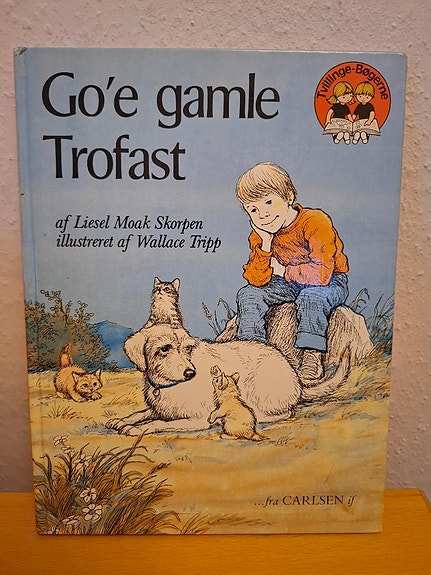 Go'e gamle
Trofast
Tvillinge-Bøgerne
af Liesel Moak Skorpen
illustreret af Wallace Tripp
...fra CARLSEN if